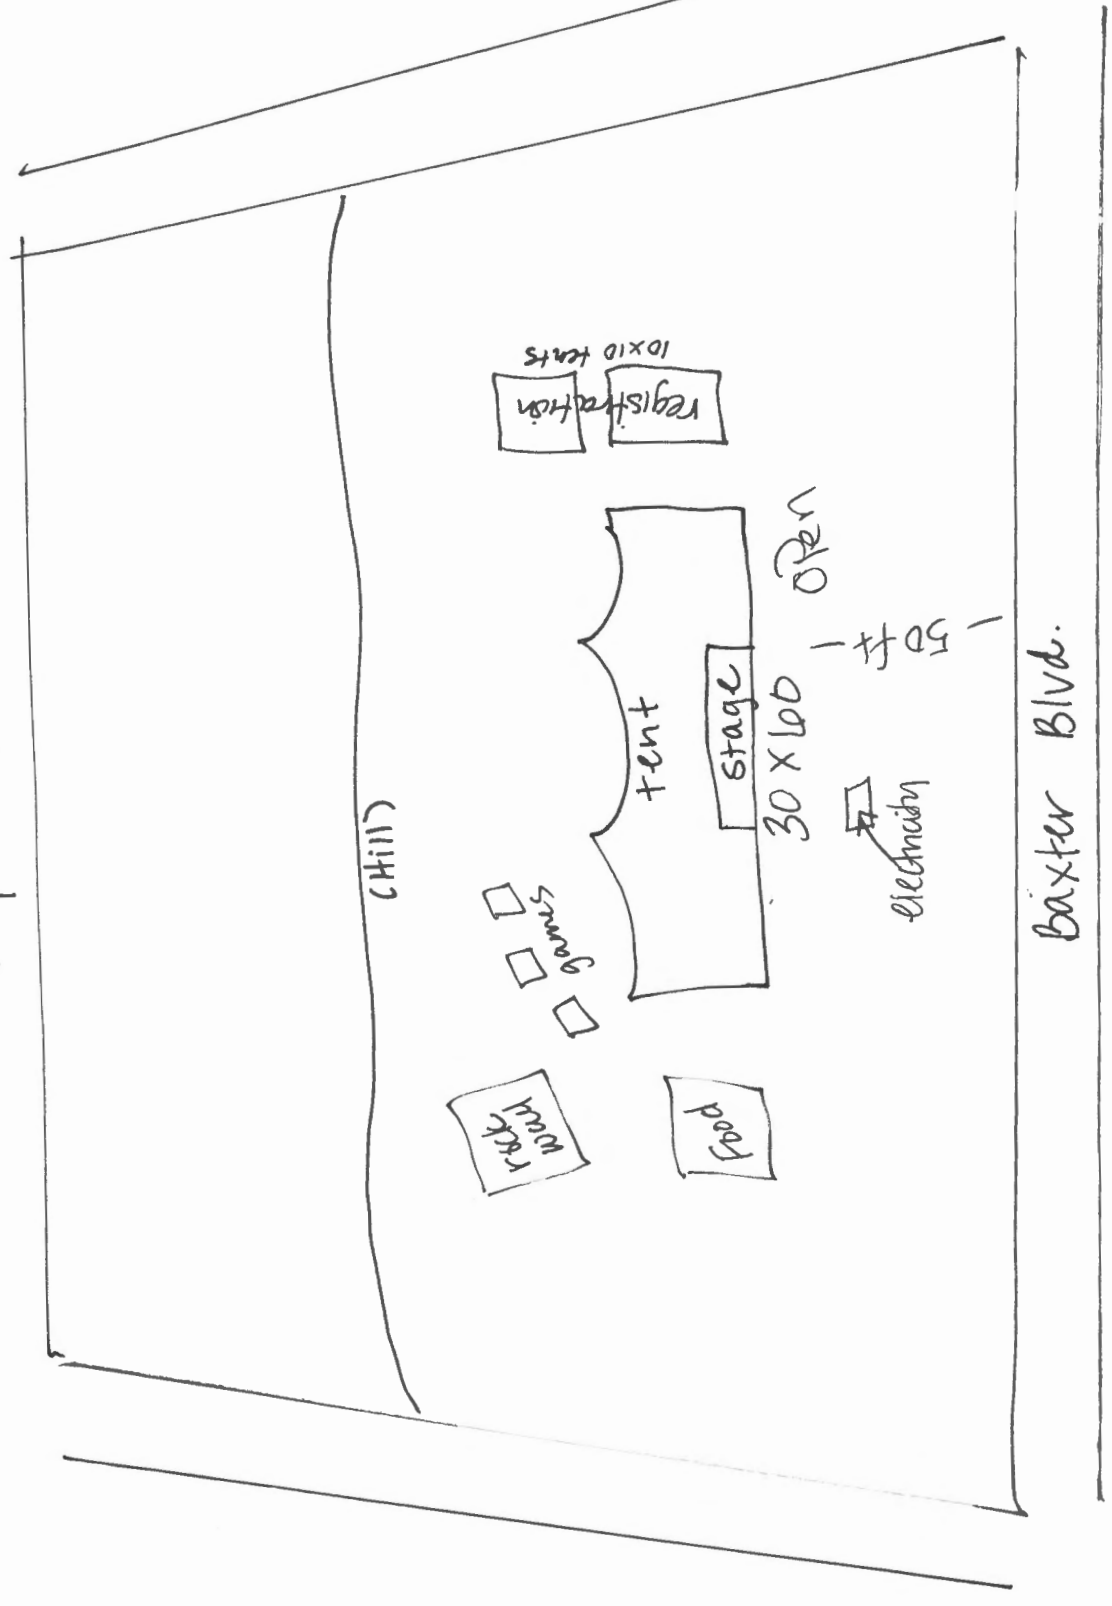 (Hill)
10x10 tents
registration
games
tent
stage
30 x 60
open
50 ft
rock
wall
Food
electricity
Baxter Blvd.